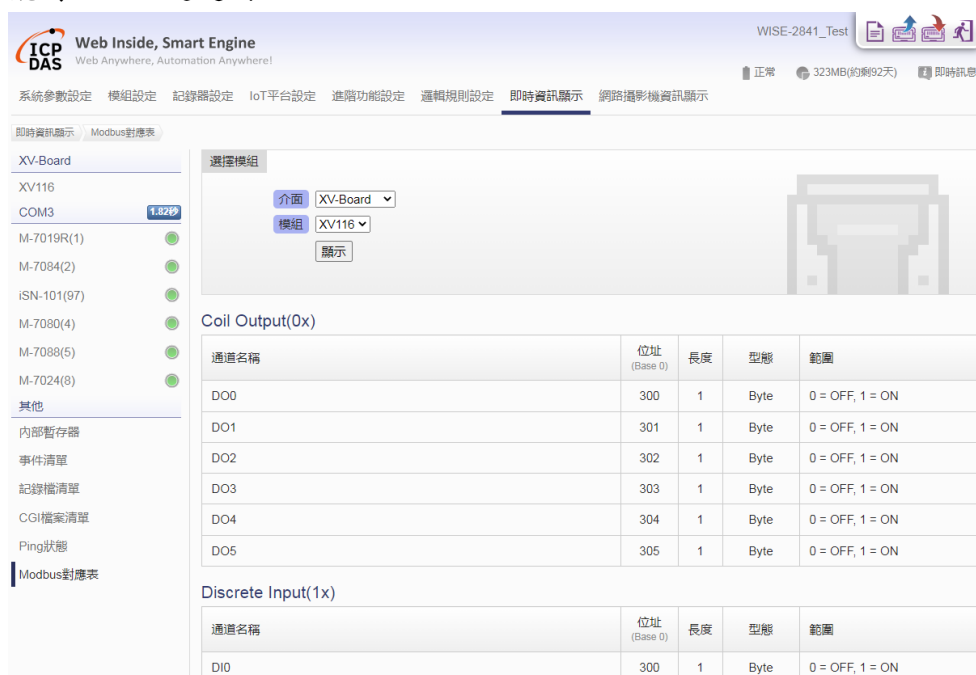 ICP DAS
Web Inside, Smart Engine
Web Anywhere, Automation Anywhere!
WISE-2841_Test
正常 323MB(約剩92天) 即時訊息
系統參數設定 模組設定 記錄器設定 IoT平台設定 進階功能設定 邏輯規則設定 即時資訊顯示 網路攝影機資訊顯示
即時資訊顯示 Modbus對應表
XV-Board
XV116
COM3 1.82秒
M-7019R(1)
M-7084(2)
iSN-101(97)
M-7080(4)
M-7088(5)
M-7024(8)
其他
內部暫存器
事件清單
記錄檔清單
CGI檔案清單
Ping狀態
Modbus對應表
選擇模組
介面 XV-Board
模組 XV116
顯示
Coil Output(0x)
通道名稱 位址 (Base 0) 長度 型態 範圍
DO0 300 1 Byte 0 = OFF, 1 = ON
DO1 301 1 Byte 0 = OFF, 1 = ON
DO2 302 1 Byte 0 = OFF, 1 = ON
DO3 303 1 Byte 0 = OFF, 1 = ON
DO4 304 1 Byte 0 = OFF, 1 = ON
DO5 305 1 Byte 0 = OFF, 1 = ON
Discrete Input(1x)
通道名稱 位址 (Base 0) 長度 型態 範圍
DI0 300 1 Byte 0 = OFF, 1 = ON